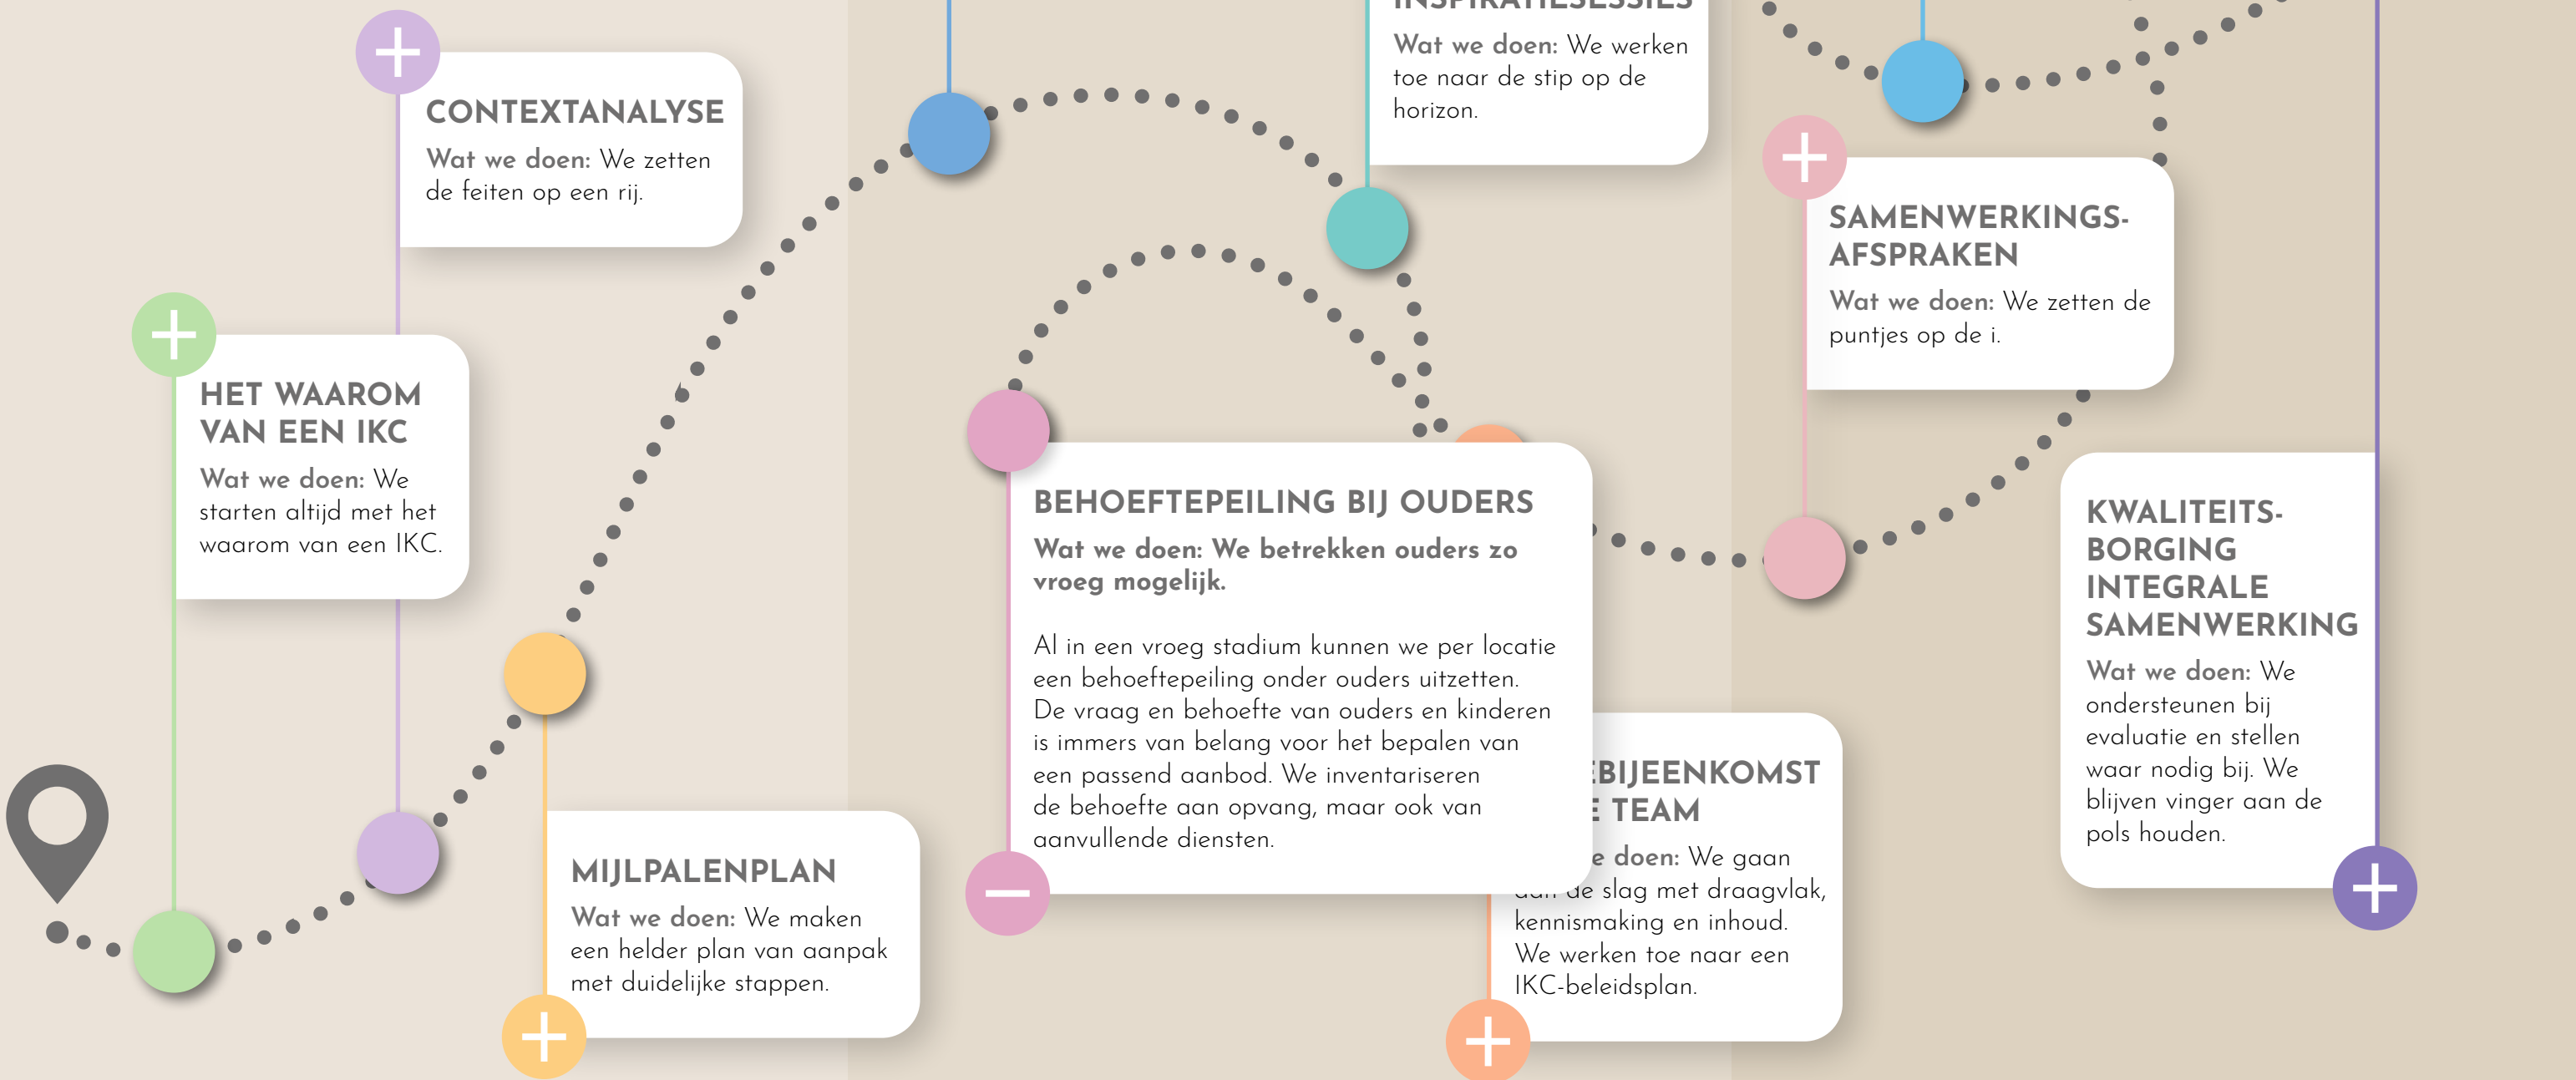 CONTEXTANALYSE
Wat we doen: We zetten
de feiten op een rij.
HET WAAROM
VAN EEN IKC
Wat we doen: We
starten altijd met het
waarom van een IKC.
MIJLPALENPLAN
Wat we doen: We maken
een helder plan van aanpak
met duidelijke stappen.
INSPIRATIESESSIES
Wat we doen: We werken
toe naar de stip op de
horizon.
BEHOEFTEPEILING BIJ OUDERS
Wat we doen: We betrekken ouders zo
vroeg mogelijk.
Al in een vroeg stadium kunnen we per locatie
een behoeftepeiling onder ouders uitzetten.
De vraag en behoefte van ouders en kinderen
is immers van belang voor het bepalen van
een passend aanbod. We inventariseren
de behoefte aan opvang, maar ook van
aanvullende diensten.
EBIJEENKOMST
TEAM
doen: We gaan
aan de slag met draagvlak,
kennismaking en inhoud.
We werken toe naar een
IKC-beleidsplan.
SAMENWERKINGS-
AFSPRAKEN
Wat we doen: We zetten de
puntjes op de i.
KWALITEITS-
BORGING
INTEGRALE
SAMENWERKING
Wat we doen: We
ondersteunen bij
evaluatie en stellen
waar nodig bij. We
blijven vinger aan de
pols houden.